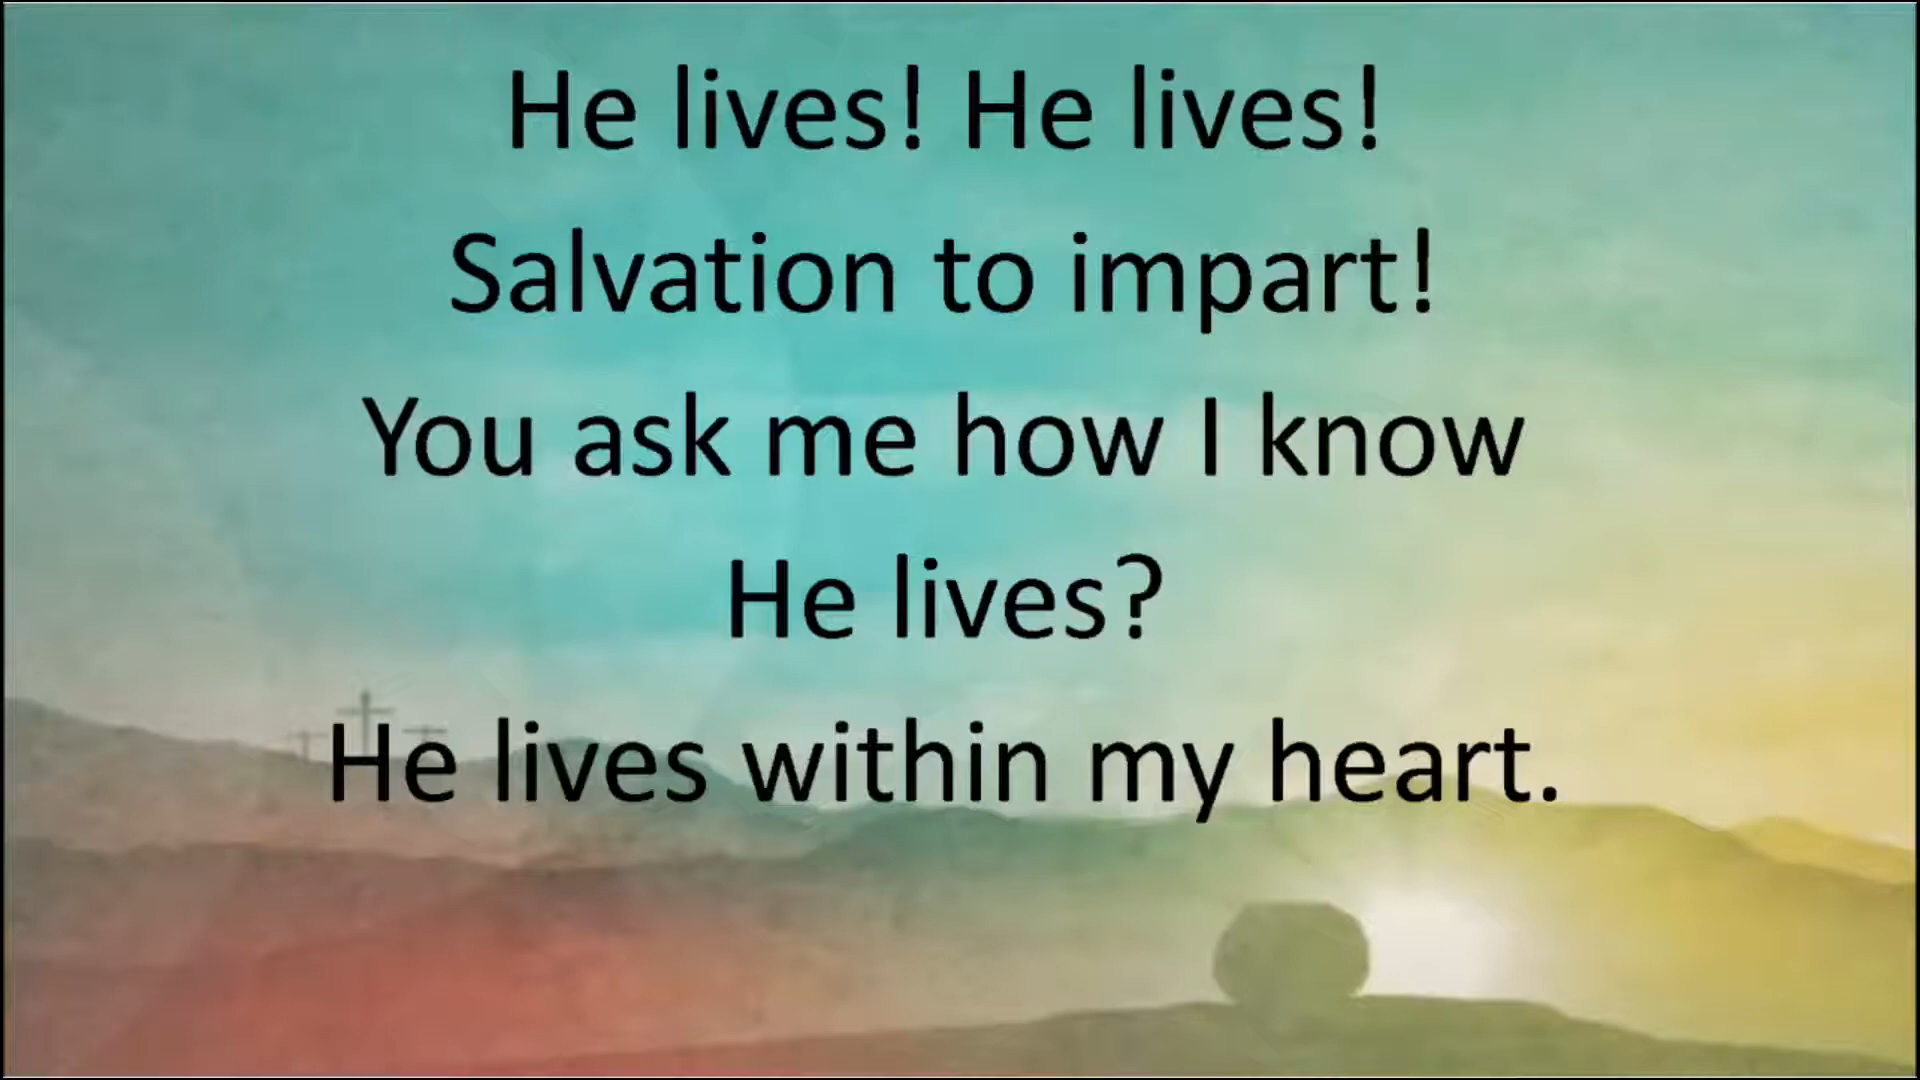 He lives! He lives!
Salvation to impart!
You ask me how I know
He lives?
He lives within my heart.